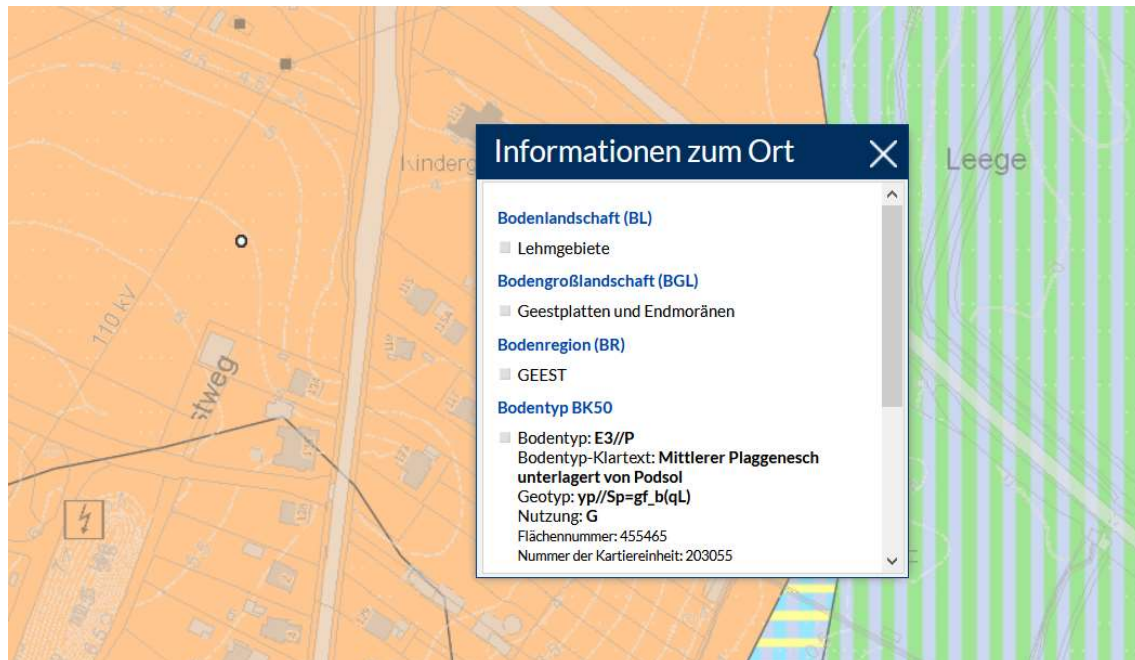 Informationen zum Ort
Leege
Bodenlandschaft (BL)
Lehmgebiete
Bodengroßlandschaft (BGL)
Geestplatten und Endmoränen
Bodenregion (BR)
GEEST
Bodentyp BK50
Bodentyp: E3//P
Bodentyp-Klartext: Mittlerer Plaggenesch
unterlagert von Podsol
Geotyp: yp//Sp=gf_b(qL)
Nutzung: G
Flächennummer: 455465
Nummer der Kartiereinheit: 203055
110 kV